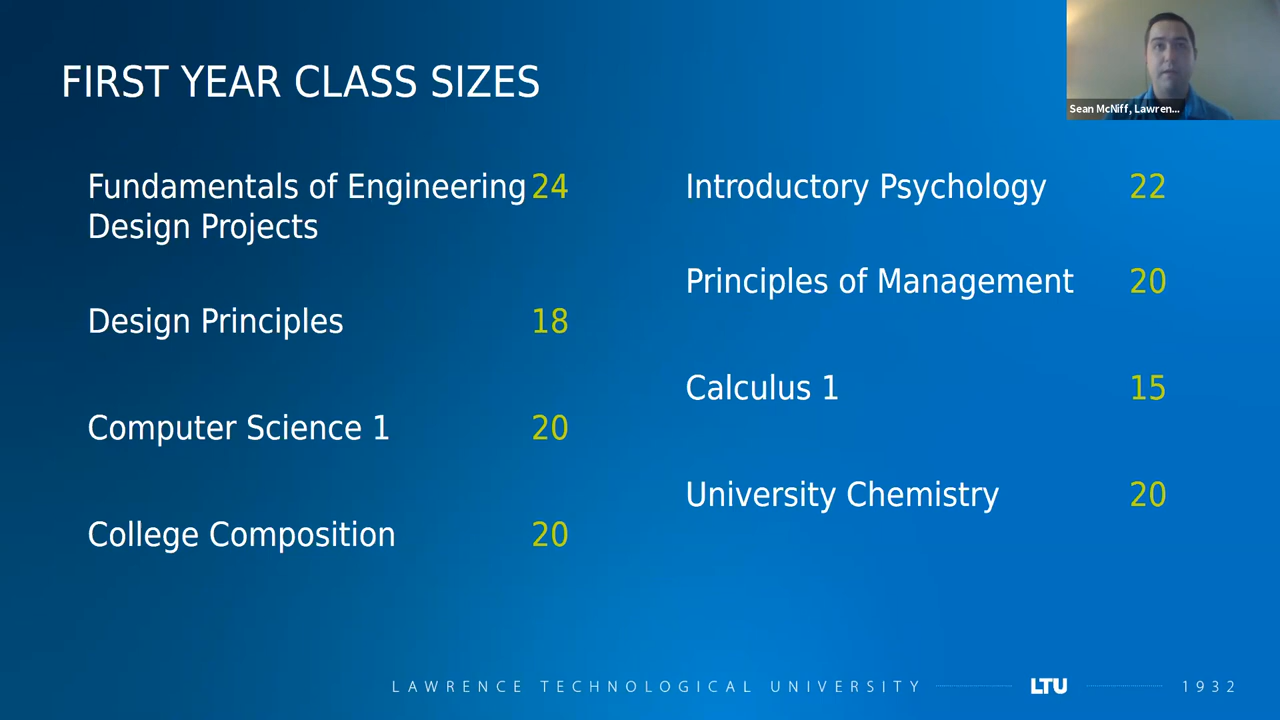 FIRST YEAR CLASS SIZES
Sean McNiff, Lawren...
Fundamentals of Engineering 24
Design Projects
Design Principles 18
Computer Science 1 20
College Composition 20
Introductory Psychology 22
Principles of Management 20
Calculus 1 15
University Chemistry 20
LAWRENCE TECHNOLOGICAL UNIVERSITY LTU 1932